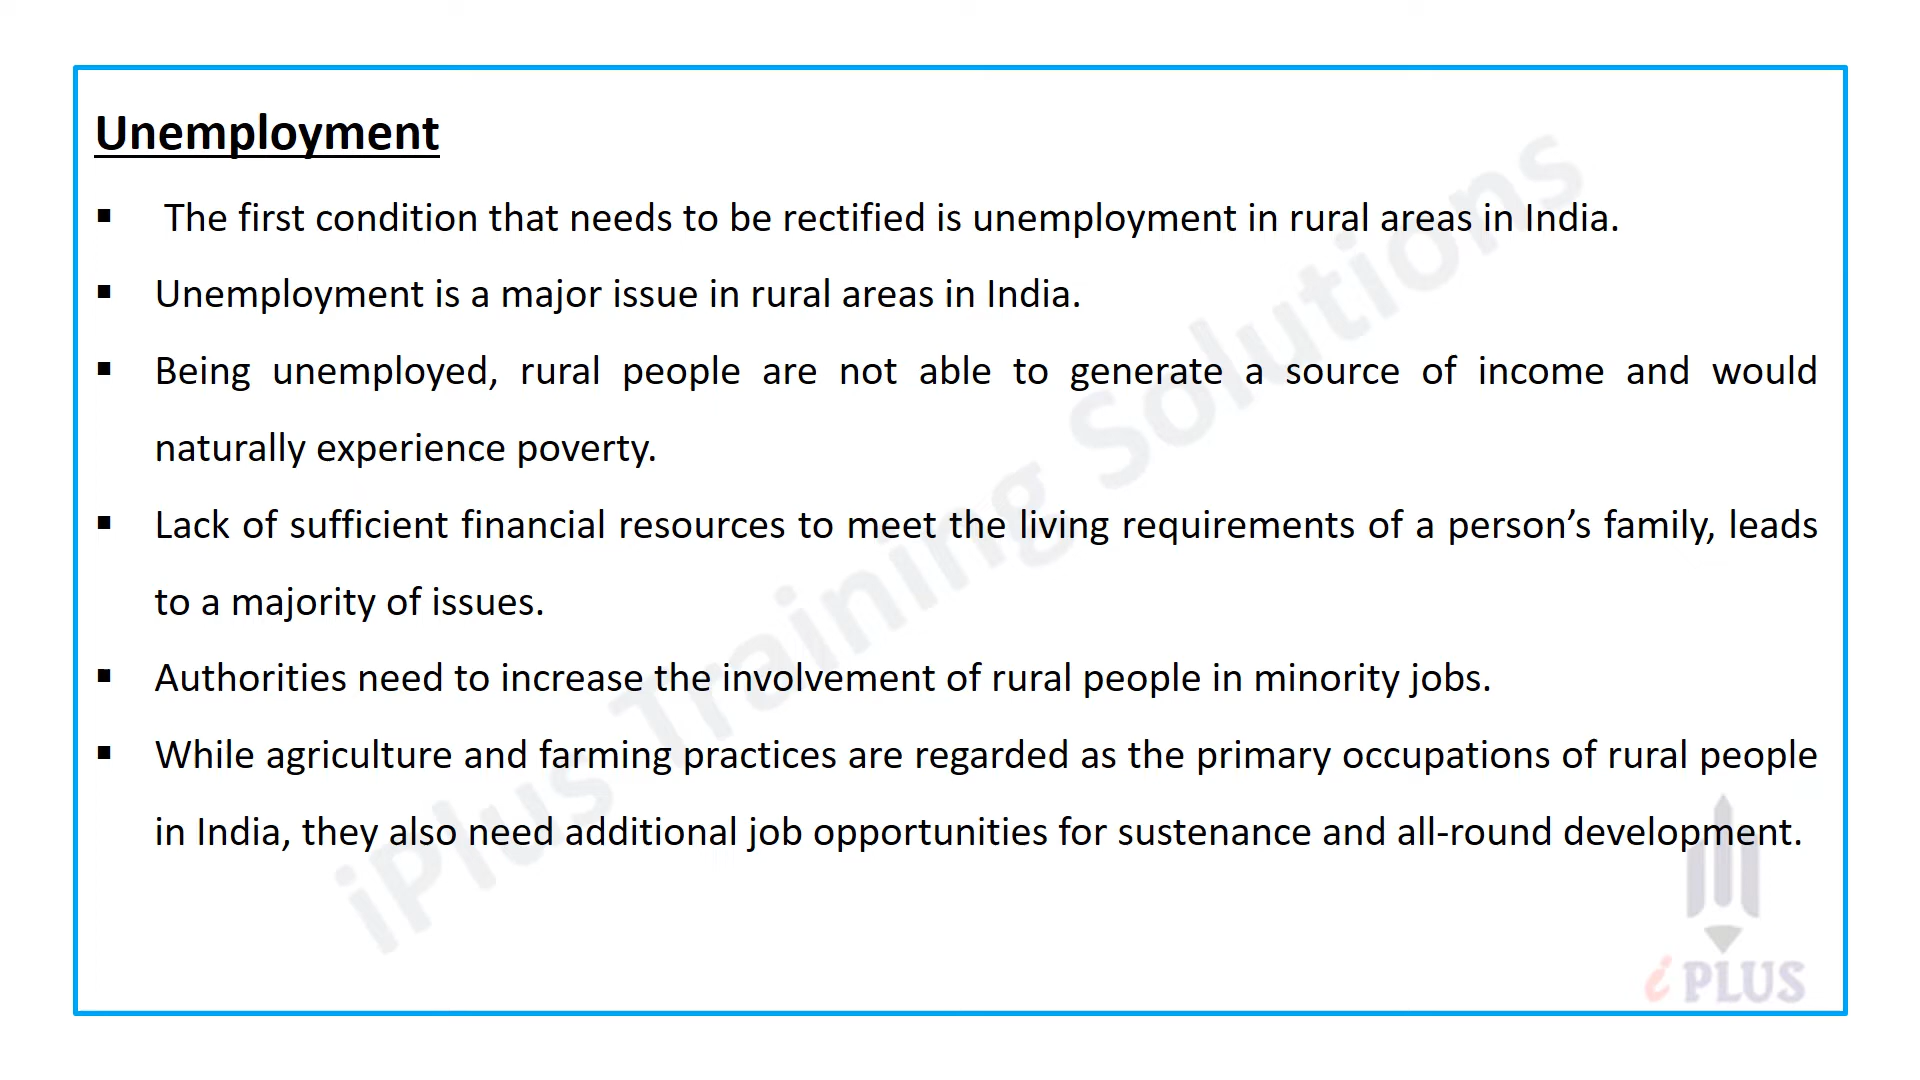 Unemployment
▪ The first condition that needs to be rectified is unemployment in rural areas in India.
▪ Unemployment is a major issue in rural areas in India.
▪ Being unemployed, rural people are not able to generate a source of income and would
naturally experience poverty.
▪ Lack of sufficient financial resources to meet the living requirements of a person’s family, leads
to a majority of issues.
▪ Authorities need to increase the involvement of rural people in minority jobs.
▪ While agriculture and farming practices are regarded as the primary occupations of rural people
in India, they also need additional job opportunities for sustenance and all-round development.
iPlus Training Solutions
i PLUS